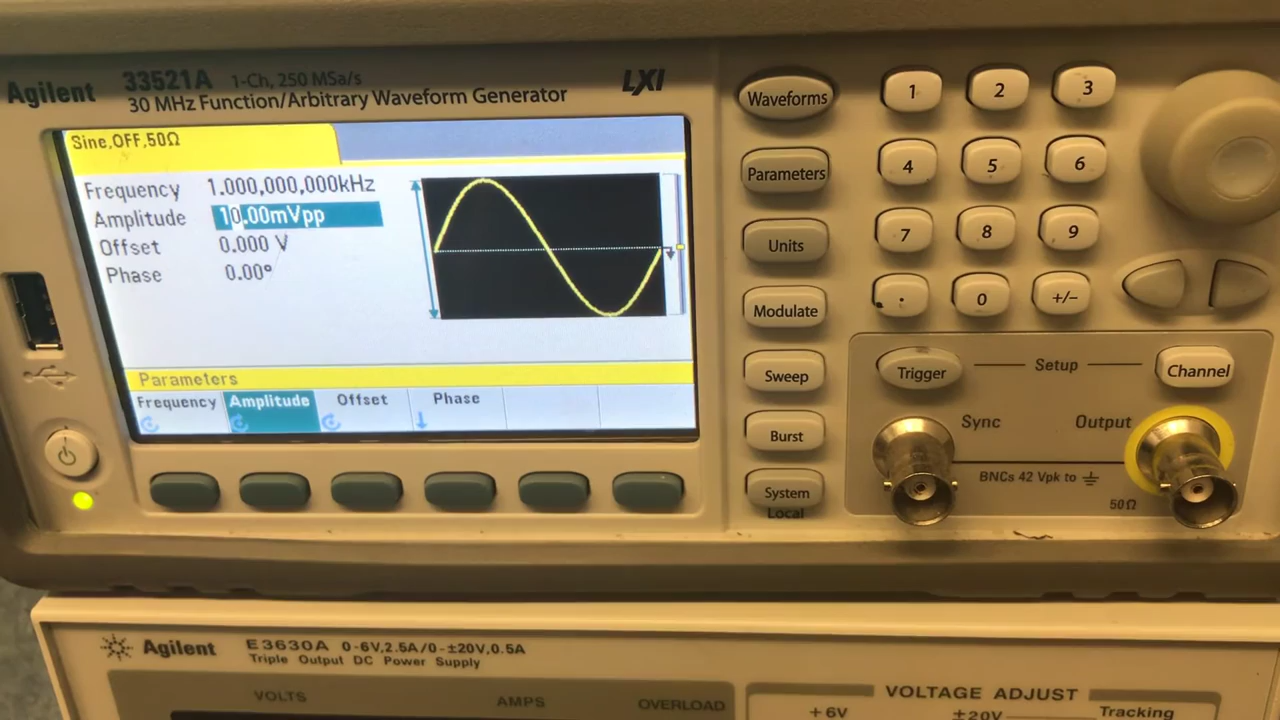 Agilent 33521A 1-Ch, 250 MSa/s
30 MHz Function/Arbitrary Waveform Generator
LXI
Sine,OFF,50Ω
Frequency 1.000,000,000kHz
Amplitude 10.00mVpp
Offset 0.000 V
Phase 0.00°
Parameters
Frequency Amplitude Offset Phase
Waveforms
Parameters
Units
Modulate
Sweep
Burst
System
Local
1 2 3
4 5 6
7 8 9
. 0 +/-
Trigger Setup Channel
Sync Output
BNCs 42 Vpk to
50Ω
Agilent E3630A 0-6V,2.5A/0-±20V,0.5A
Triple Output DC Power Supply
VOLTS AMPS OVERLOAD
VOLTAGE ADJUST
+6V ±20V Tracking